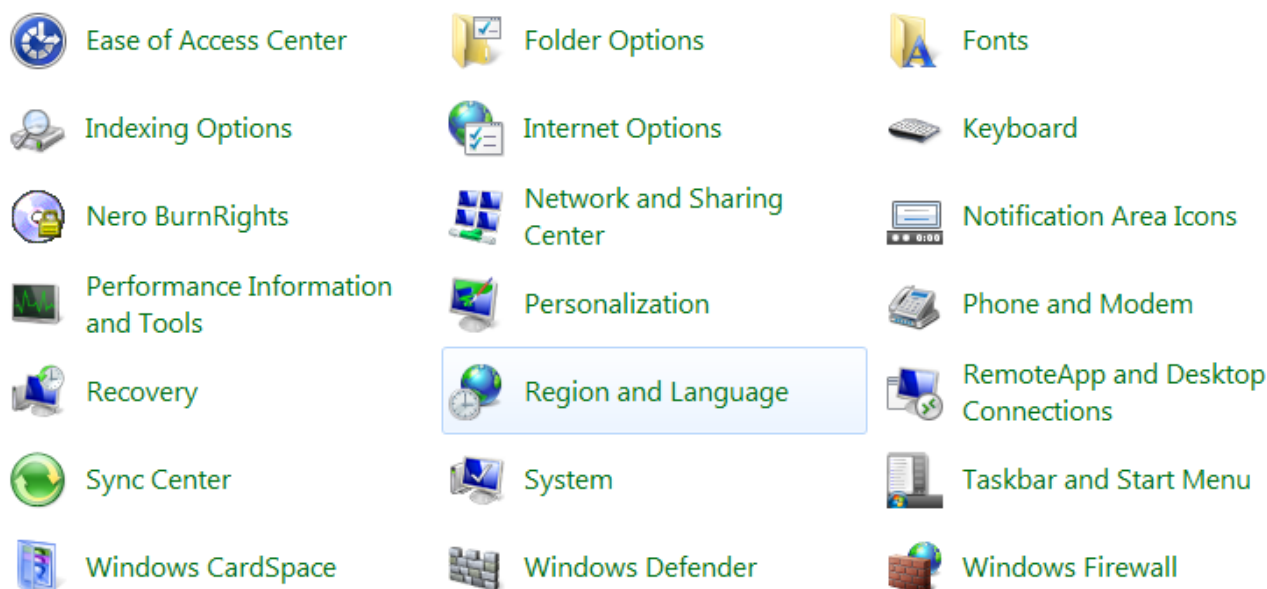 Ease of Access Center
Folder Options
Fonts
Indexing Options
Internet Options
Keyboard
Nero BurnRights
Network and Sharing
Center
Notification Area Icons
0:00
Performance Information
and Tools
Personalization
Phone and Modem
Recovery
Region and Language
RemoteApp and Desktop
Connections
Sync Center
System
Taskbar and Start Menu
Windows CardSpace
Windows Defender
Windows Firewall